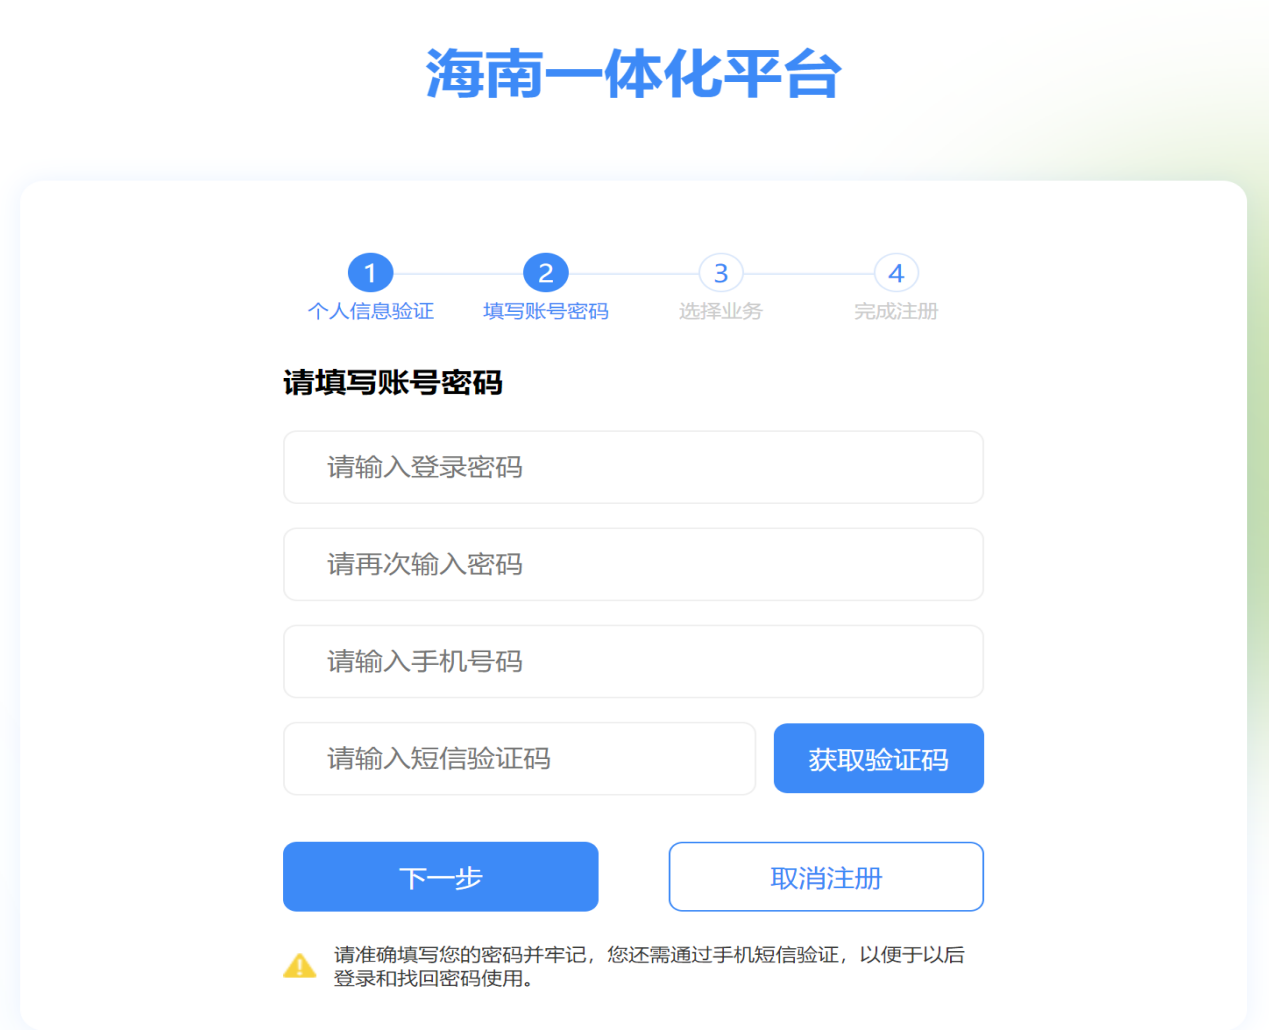 海南一体化平台
1 2 3 4
个人信息验证 填写账号密码 选择业务 完成注册
请填写账号密码
请输入登录密码
请再次输入密码
请输入手机号码
请输入短信验证码 获取验证码
下一步 取消注册
请准确填写您的密码并牢记，您还需通过手机短信验证，以便于以后
登录和找回密码使用。